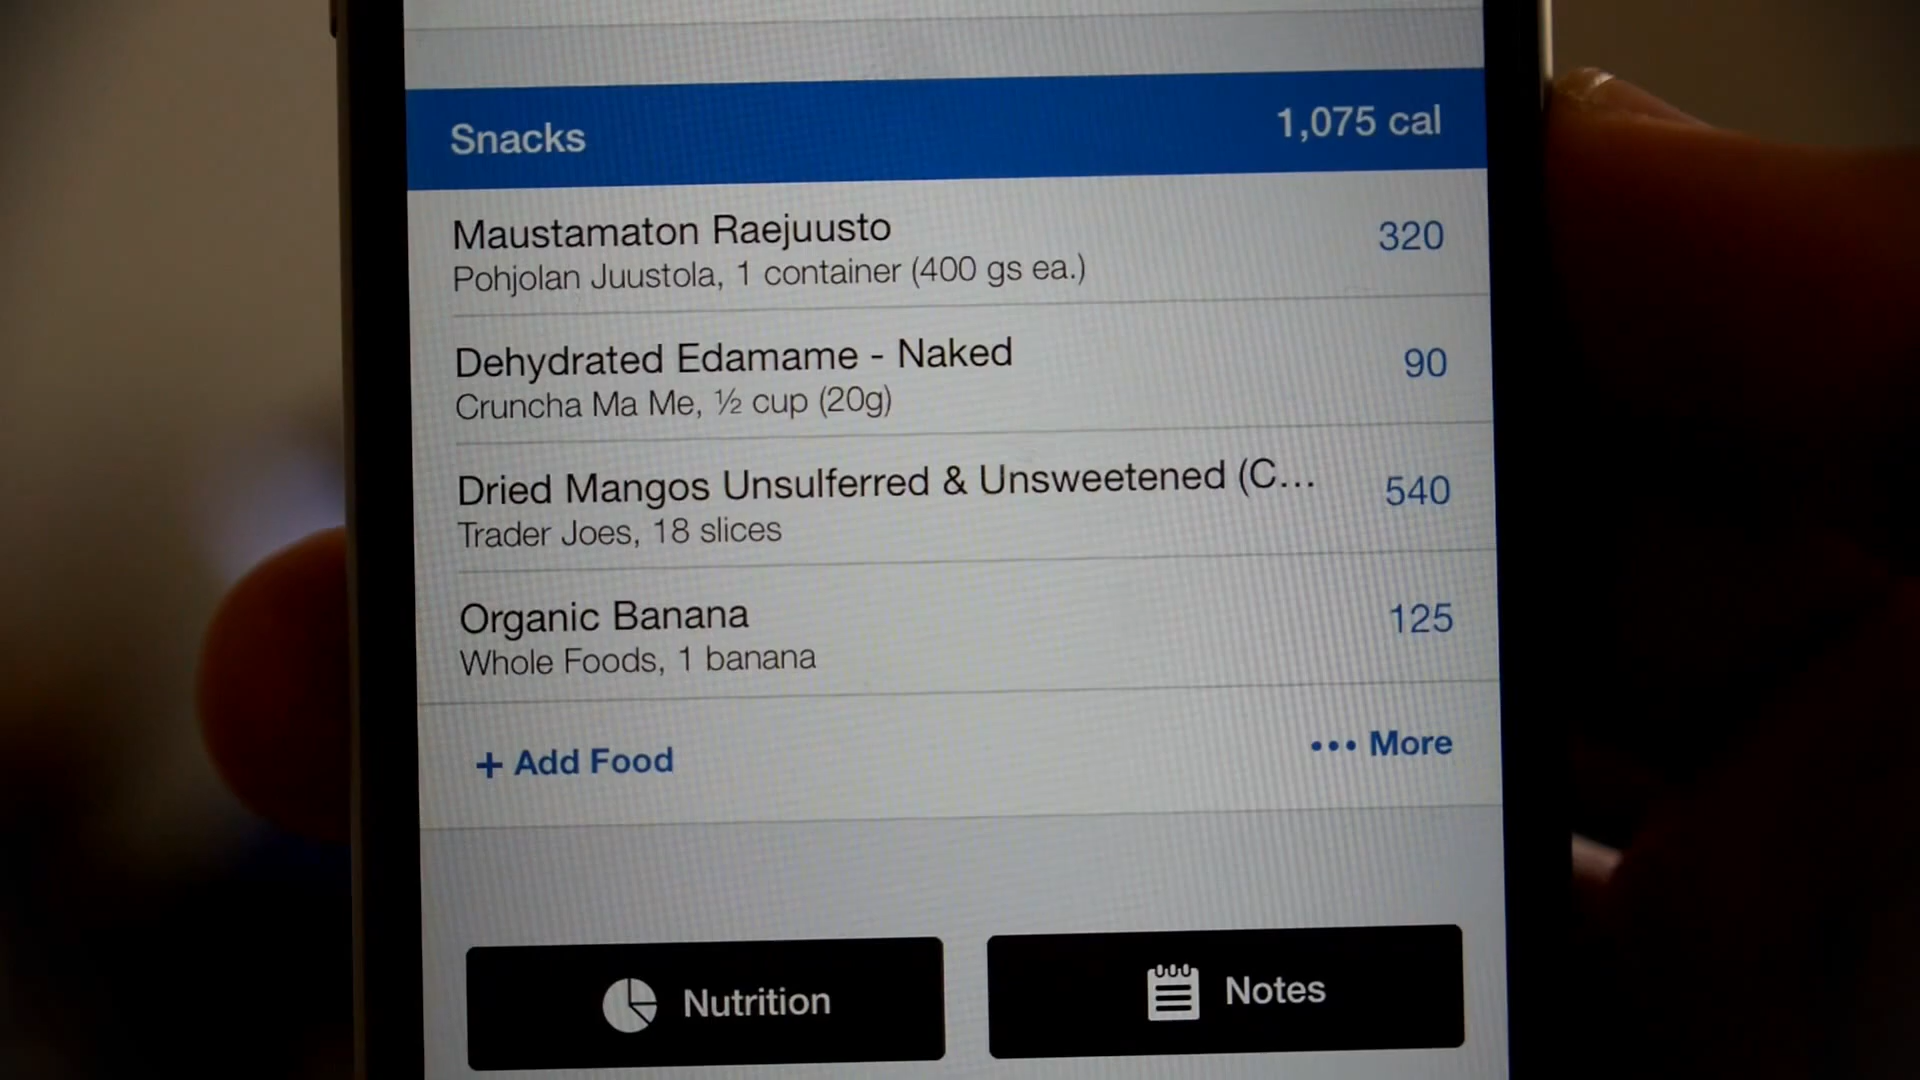 Snacks 1,075 cal
Maustamaton Raejuusto 320
Pohjolan Juustola, 1 container (400 gs ea.)
Dehydrated Edamame - Naked 90
Cruncha Ma Me, ½ cup (20g)
Dried Mangos Unsulferred & Unsweetened (C... 540
Trader Joes, 18 slices
Organic Banana 125
Whole Foods, 1 banana
+ Add Food ••• More
Nutrition Notes